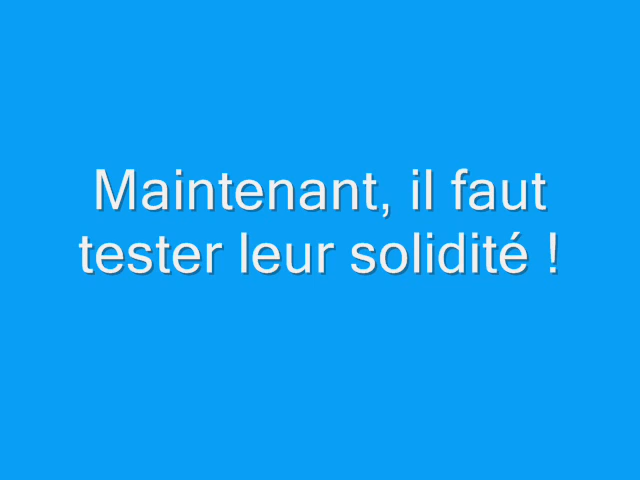 Maintenant, il faut
tester leur solidité !